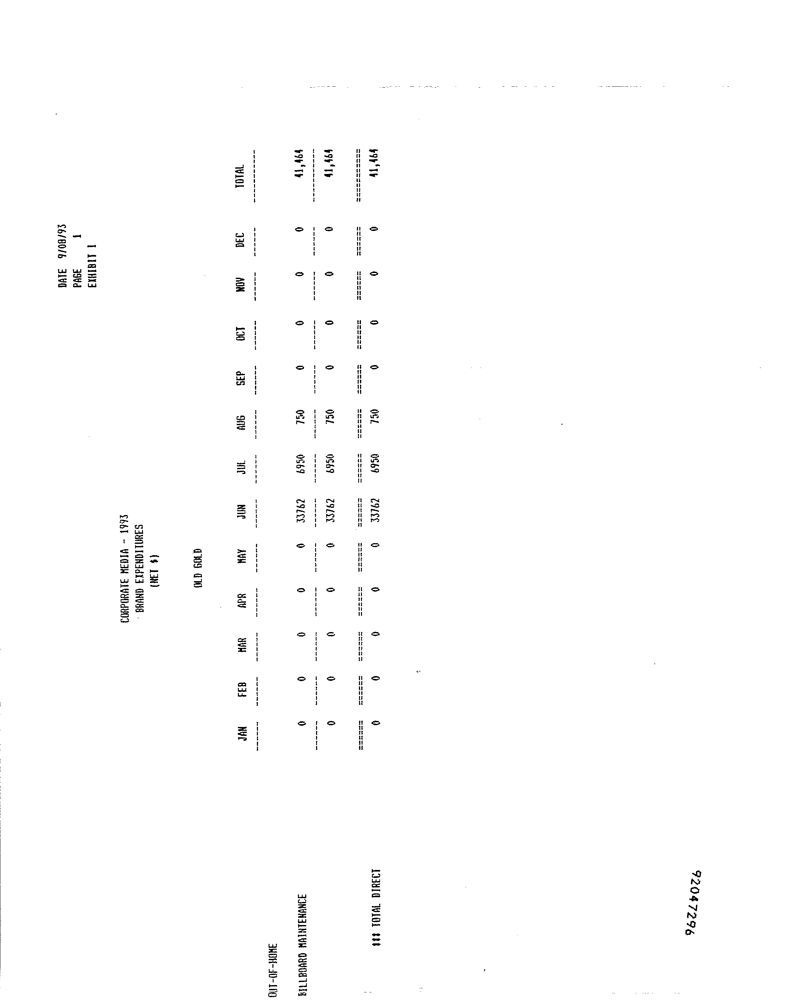 DATE 9/08/93
PAGE 1
EXHIBIT 1
CORPORATE MEDIA - 1993
BRAND EXPENDITURES
(NET $)
OLD GOLD
JAN FEB MAR APR MAY JUN JUL AUG SEP OCT NOV DEC TOTAL
OUT-OF-HOME
BILLBOARD MAINTENANCE 0 0 0 0 0 33762 6950 750 0 0 0 0 41,464
0 0 0 0 0 33762 6950 750 0 0 0 0 41,464
*** TOTAL DIRECT 0 0 0 0 0 33762 6950 750 0 0 0 0 41,464
92047296